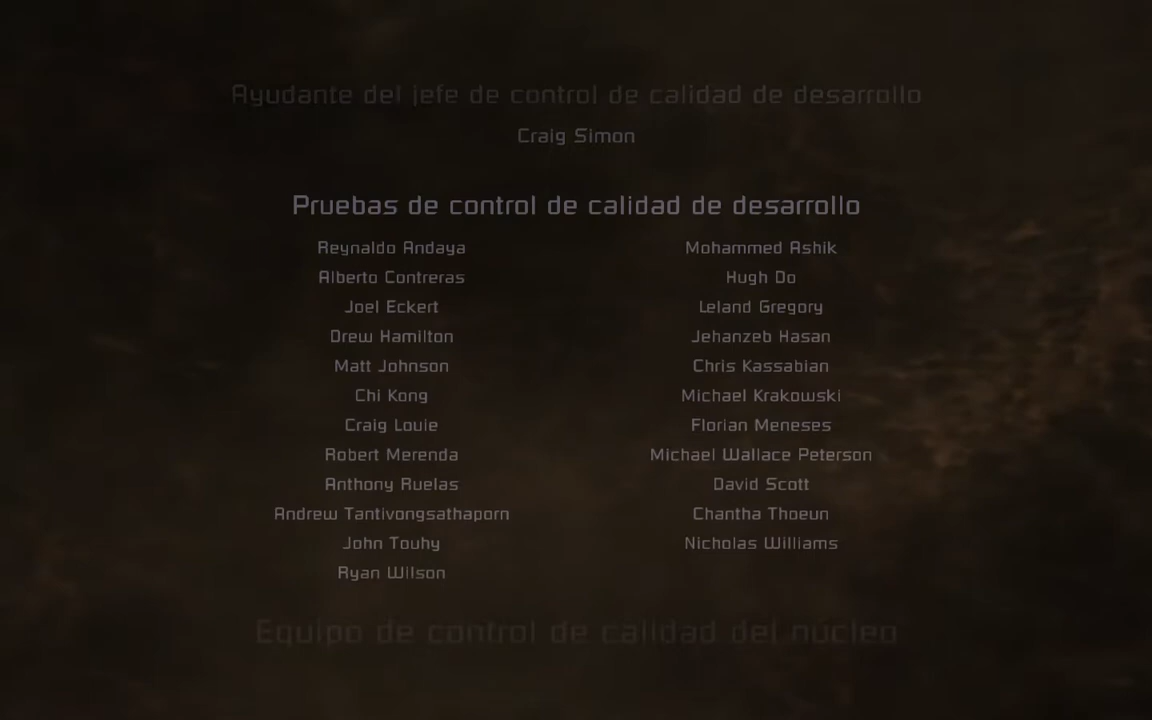 Ayudante del jefe de control de calidad de desarrollo
Craig Simon
Pruebas de control de calidad de desarrollo
Reynaldo Andaya
Mohammed Ashik
Alberto Contreras
Hugh Do
Joel Eckert
Leland Gregory
Drew Hamilton
Jehanzeb Hasan
Matt Johnson
Chris Kassabian
Chi Kong
Michael Krakowski
Craig Louie
Florian Meneses
Robert Merenda
Michael Wallace Peterson
Anthony Ruelas
David Scott
Andrew Tantivongsathaporn
Chantha Thoeun
John Touhy
Nicholas Williams
Ryan Wilson
Equipo de control de calidad del núcleo